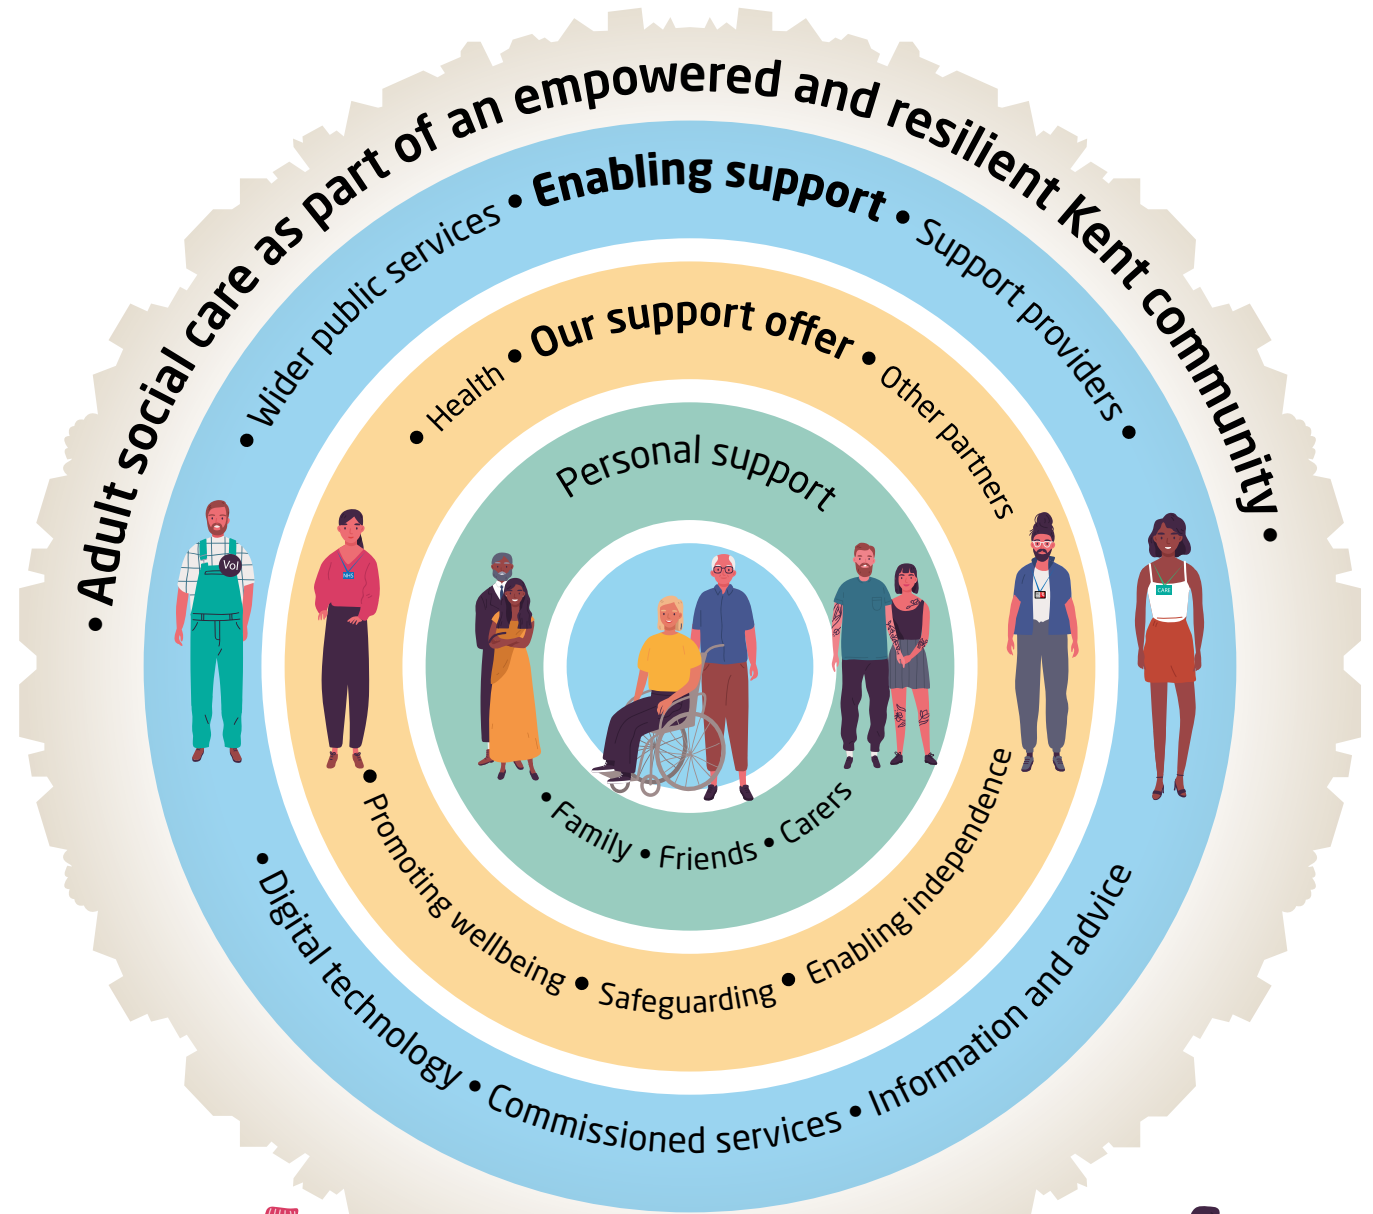 • Adult social care as part of an empowered and resilient Kent community •
• Wider public services • Enabling support • Support providers •
• Health • Our support offer • Other partners
Personal support
Vol
NHS
CARE
• Family • Friends • Carers
• Promoting wellbeing • Safeguarding • Enabling independence
• Digital technology • Commissioned services • Information and advice